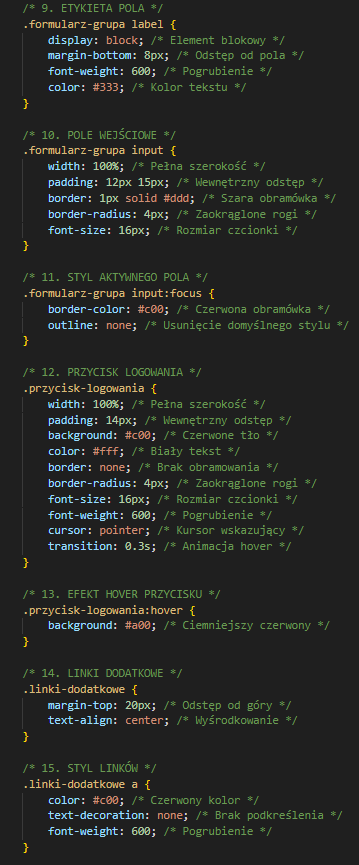 /* 9. ETYKIETA POLA */
.formularz-grupa label {
display: block; /* Element blokowy */
margin-bottom: 8px; /* Odstęp od pola */
font-weight: 600; /* Pogrubienie */
color: #333; /* Kolor tekstu */
}
/* 10. POLE WEJŚCIOWE */
.formularz-grupa input {
width: 100%; /* Pełna szerokość */
padding: 12px 15px; /* Wewnętrzny odstęp */
border: 1px solid #ddd; /* Szara obramówka */
border-radius: 4px; /* Zaokrąglone rogi */
font-size: 16px; /* Rozmiar czcionki */
}
/* 11. STYL AKTYWNEGO POLA */
.formularz-grupa input:focus {
border-color: #c00; /* Czerwona obramówka */
outline: none; /* Usunięcie domyślnego stylu */
}
/* 12. PRZYCISK LOGOWANIA */
.przycisk-logowania {
width: 100%; /* Pełna szerokość */
padding: 14px; /* Wewnętrzny odstęp */
background: #c00; /* Czerwone tło */
color: #fff; /* Biały tekst */
border: none; /* Brak obramowania */
border-radius: 4px; /* Zaokrąglone rogi */
font-size: 16px; /* Rozmiar czcionki */
font-weight: 600; /* Pogrubienie */
cursor: pointer; /* Kursor wskazujący */
transition: 0.3s; /* Animacja hover */
}
/* 13. EFEKT HOVER PRZYCISKU */
.przycisk-logowania:hover {
background: #a00; /* Ciemniejszy czerwony */
}
/* 14. LINKI DODATKOWE */
.linki-dodatkowe {
margin-top: 20px; /* Odstęp od góry */
text-align: center; /* Wyśrodkowanie */
}
/* 15. STYL LINKÓW */
.linki-dodatkowe a {
color: #c00; /* Czerwony kolor */
text-decoration: none; /* Brak podkreślenia */
font-weight: 600; /* Pogrubienie */
}